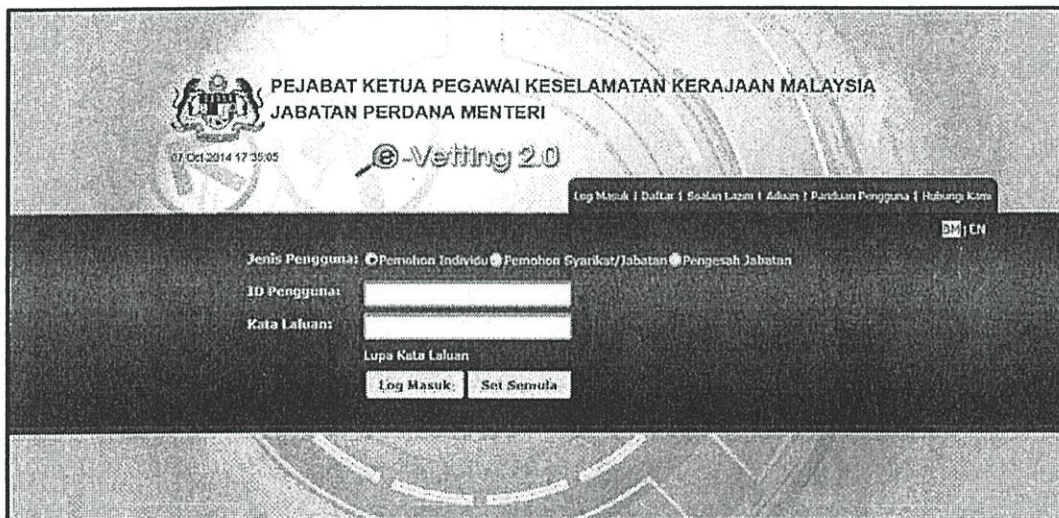 PEJABAT KETUA PEGAWAI KESELAMATAN KERAJAAN MALAYSIA
JABATAN PERDANA MENTERI
07 Oct 2014 17:35:05
e-Vetting 2.0
Log Masuk | Daftar | Soalan Lazim | Aduan | Panduan Pengguna | Hubungi Kami
BM | EN
Jenis Pengguna: Pemohon Individu Pemohon Syarikat/Jabatan Pengesah Jabatan
ID Pengguna:
Kata Laluan:
Lupa Kata Laluan
Log Masuk Set Semula